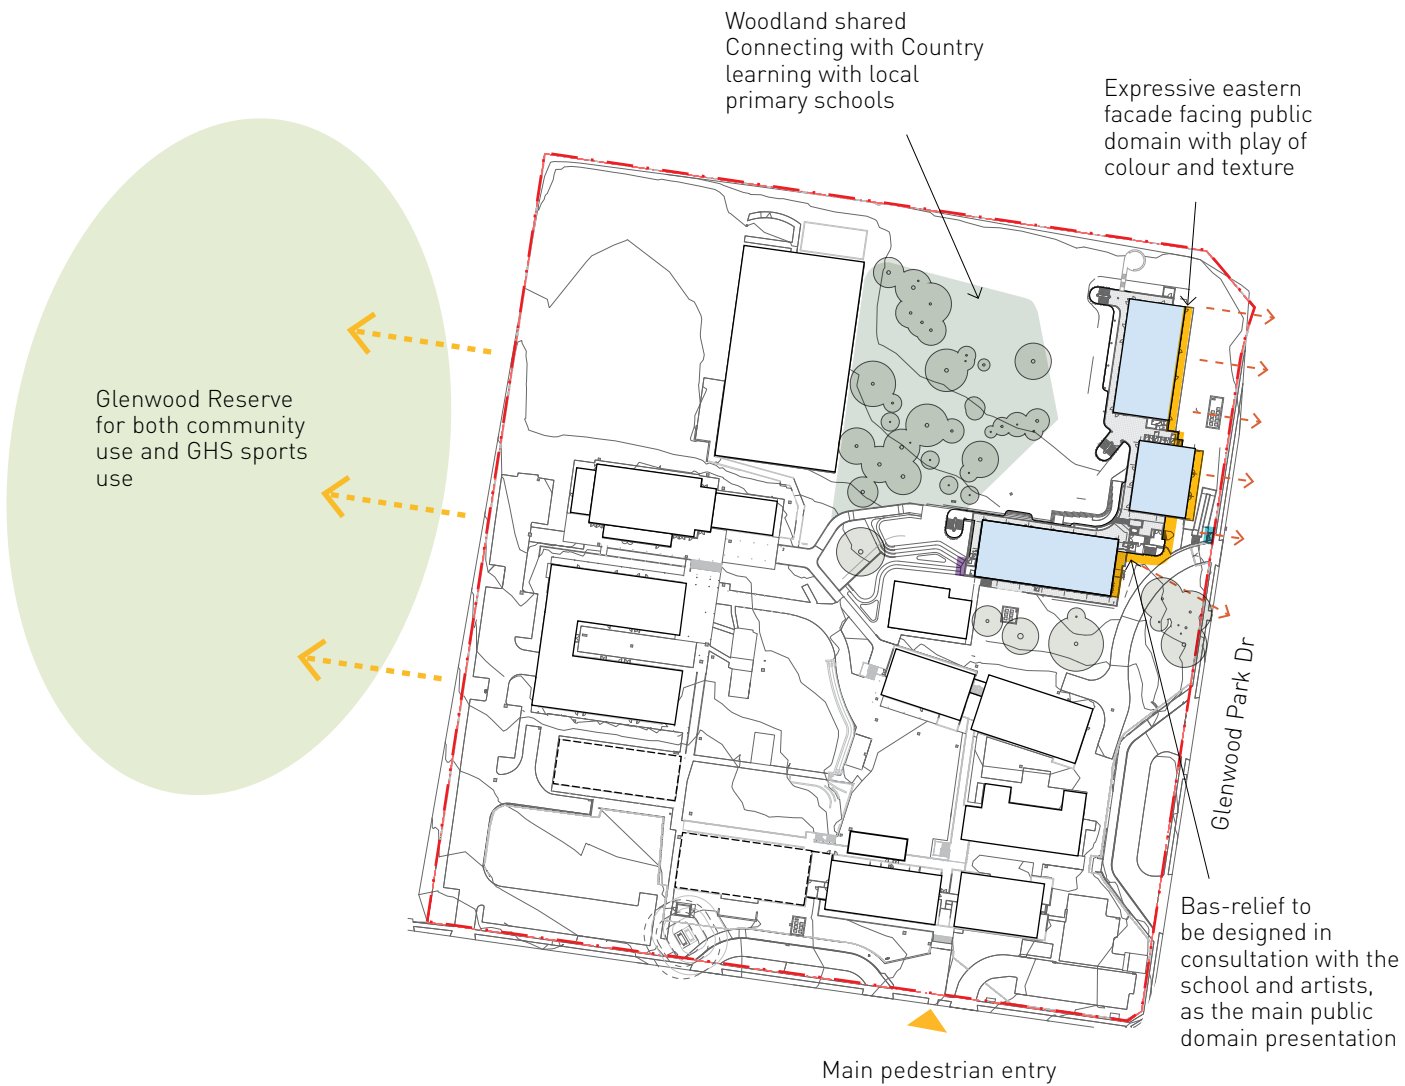 Woodland shared
Connecting with Country
learning with local
primary schools
Expressive eastern
facade facing public
domain with play of
colour and texture
Glenwood Reserve
for both community
use and GHS sports
use
Glenwood Park Dr
Bas-relief to
be designed in
consultation with the
school and artists,
as the main public
domain presentation
Main pedestrian entry